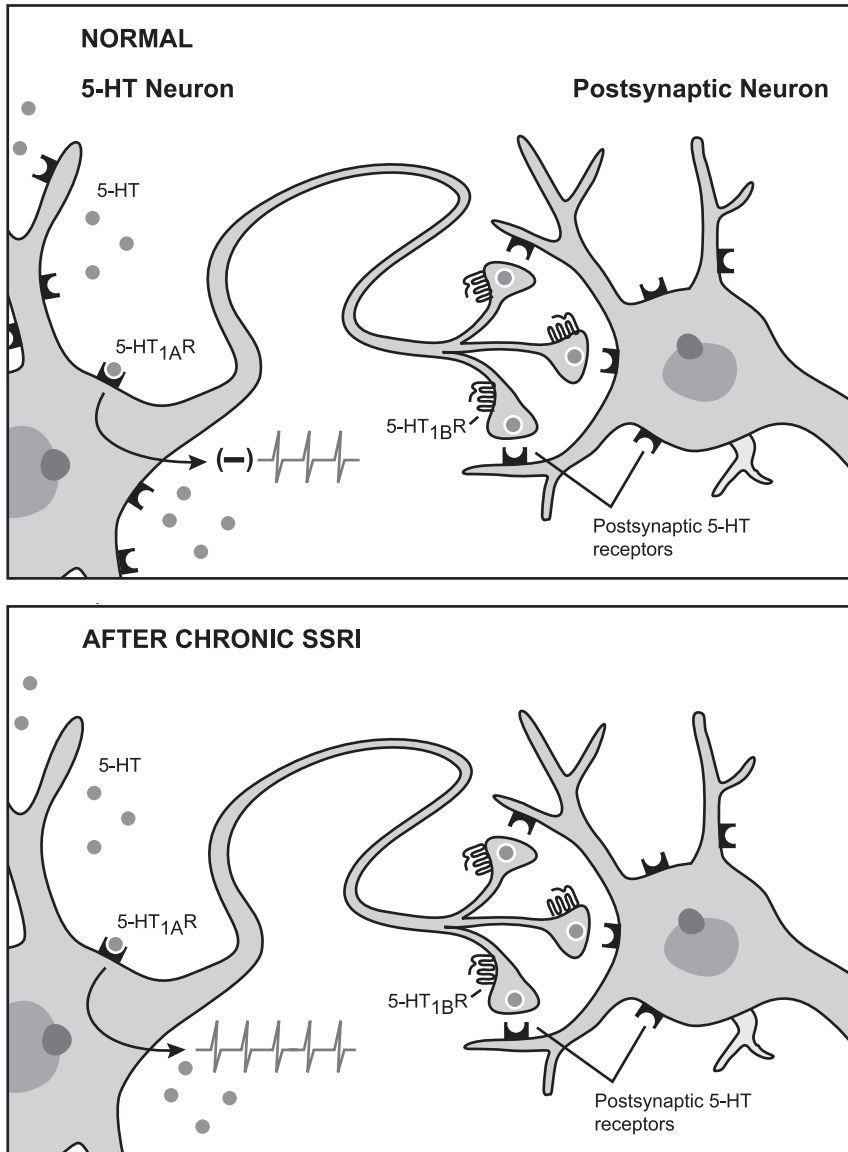 NORMAL
5-HT Neuron
Postsynaptic Neuron
5-HT
5-HT1AR
5-HT1BR
(–)
Postsynaptic 5-HT
receptors
AFTER CHRONIC SSRI
5-HT
5-HT1AR
5-HT1BR
Postsynaptic 5-HT
receptors